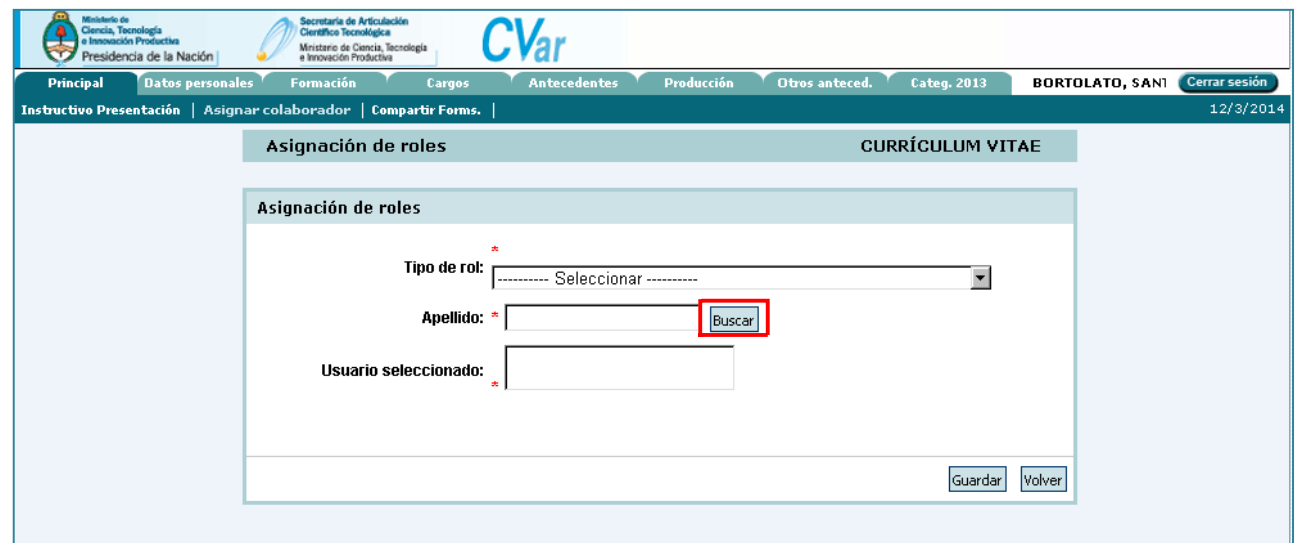 Ministerio de
Ciencia, Tecnología
e Innovación Productiva
Presidencia de la Nación
Secretaría de Articulación
Científico Tecnológica
Ministerio de Ciencia, Tecnología
e Innovación Productiva
CVar
Principal Datos personales Formación Cargos Antecedentes Producción Otros anteced. Categ. 2013 BORTOLATO, SANT Cerrar sesión
Instructivo Presentación | Asignar colaborador | Compartir Forms. | 12/3/2014
Asignación de roles CURRÍCULUM VITAE
Asignación de roles
*
Tipo de rol: ---------- Seleccionar ----------
Apellido: * Buscar
Usuario seleccionado: *
Guardar Volver